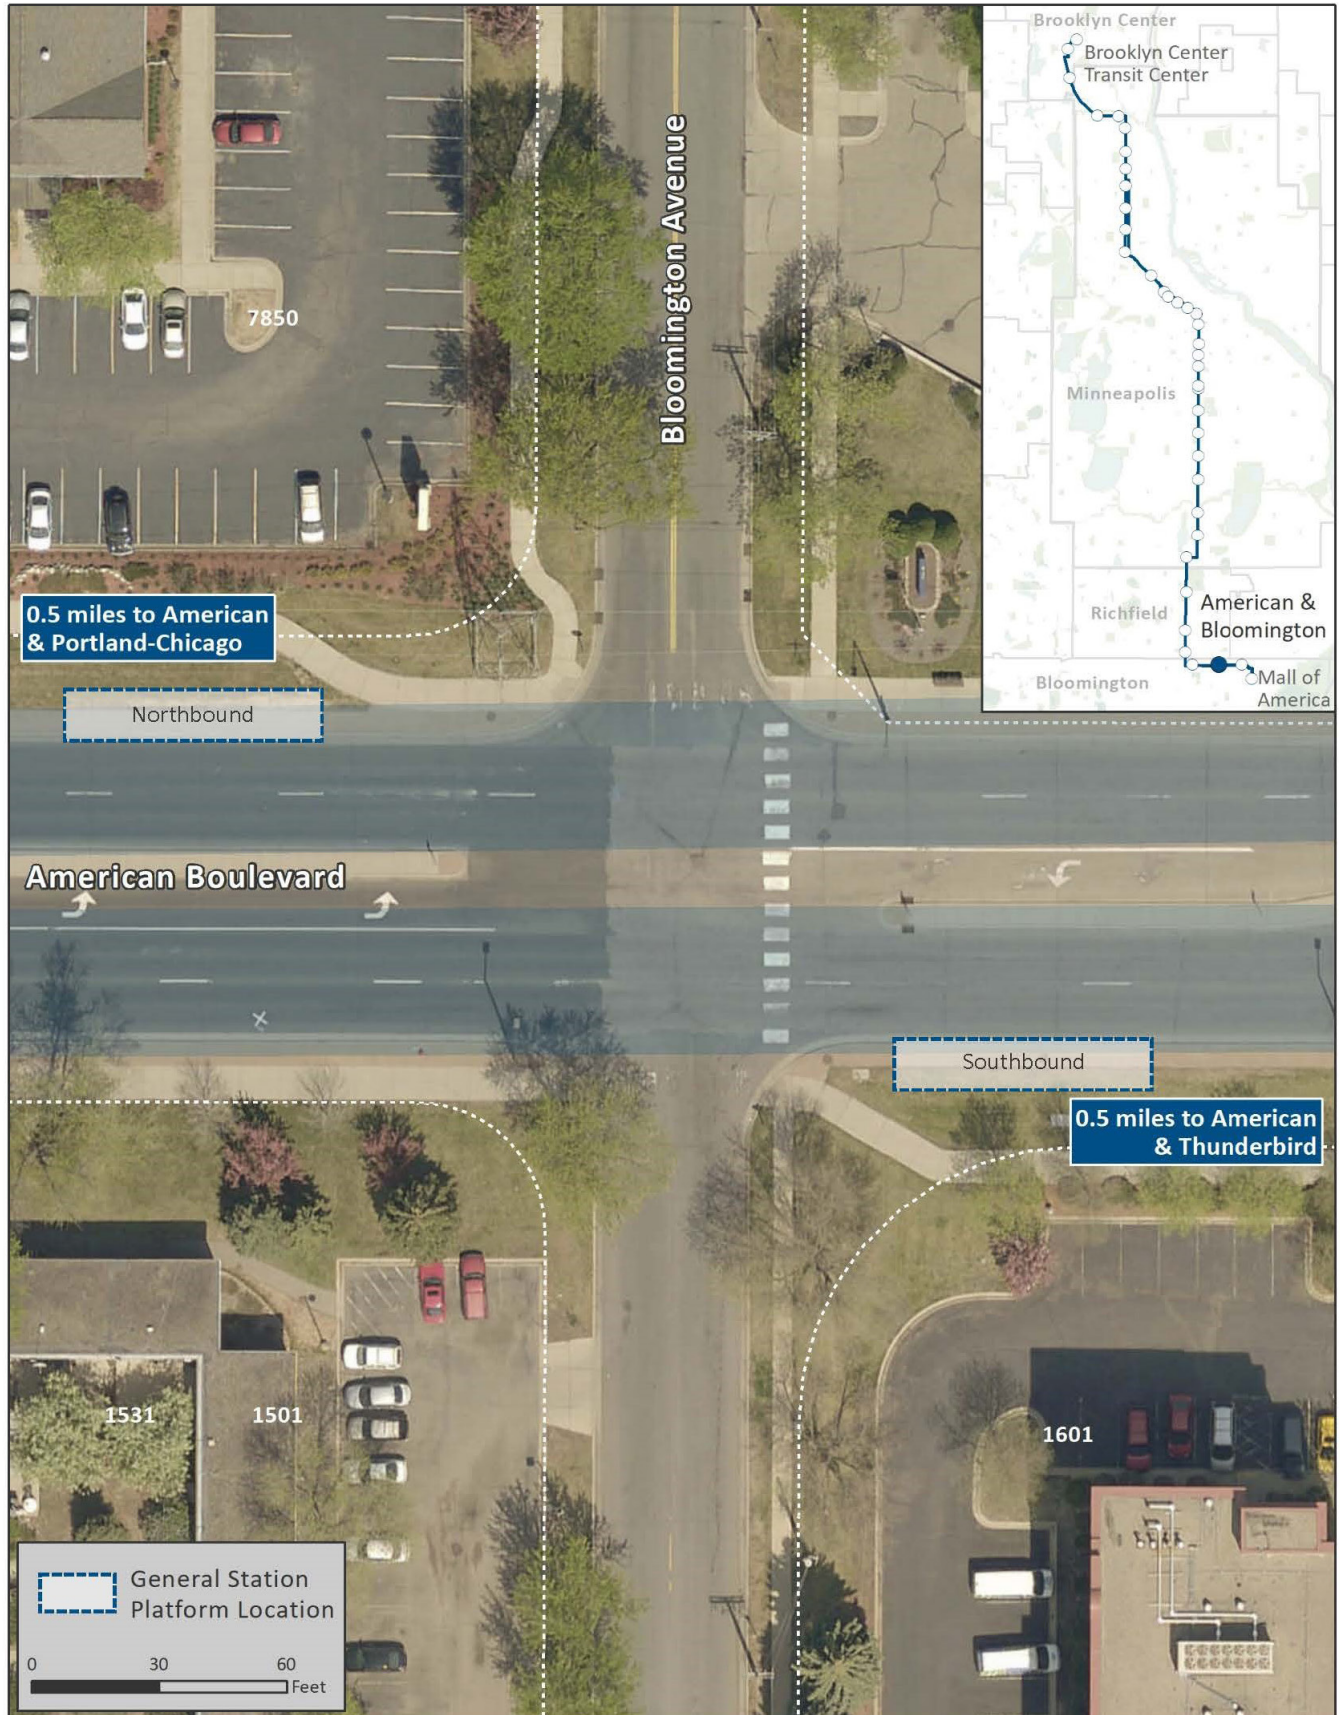 Brooklyn Center
Brooklyn Center
Transit Center
Minneapolis
Richfield
American &
Bloomington
Bloomington
Mall of
America
Bloomington Avenue
7850
0.5 miles to American
& Portland-Chicago
Northbound
American Boulevard
Southbound
0.5 miles to American
& Thunderbird
1531
1501
1601
General Station
Platform Location
0
30
60
Feet